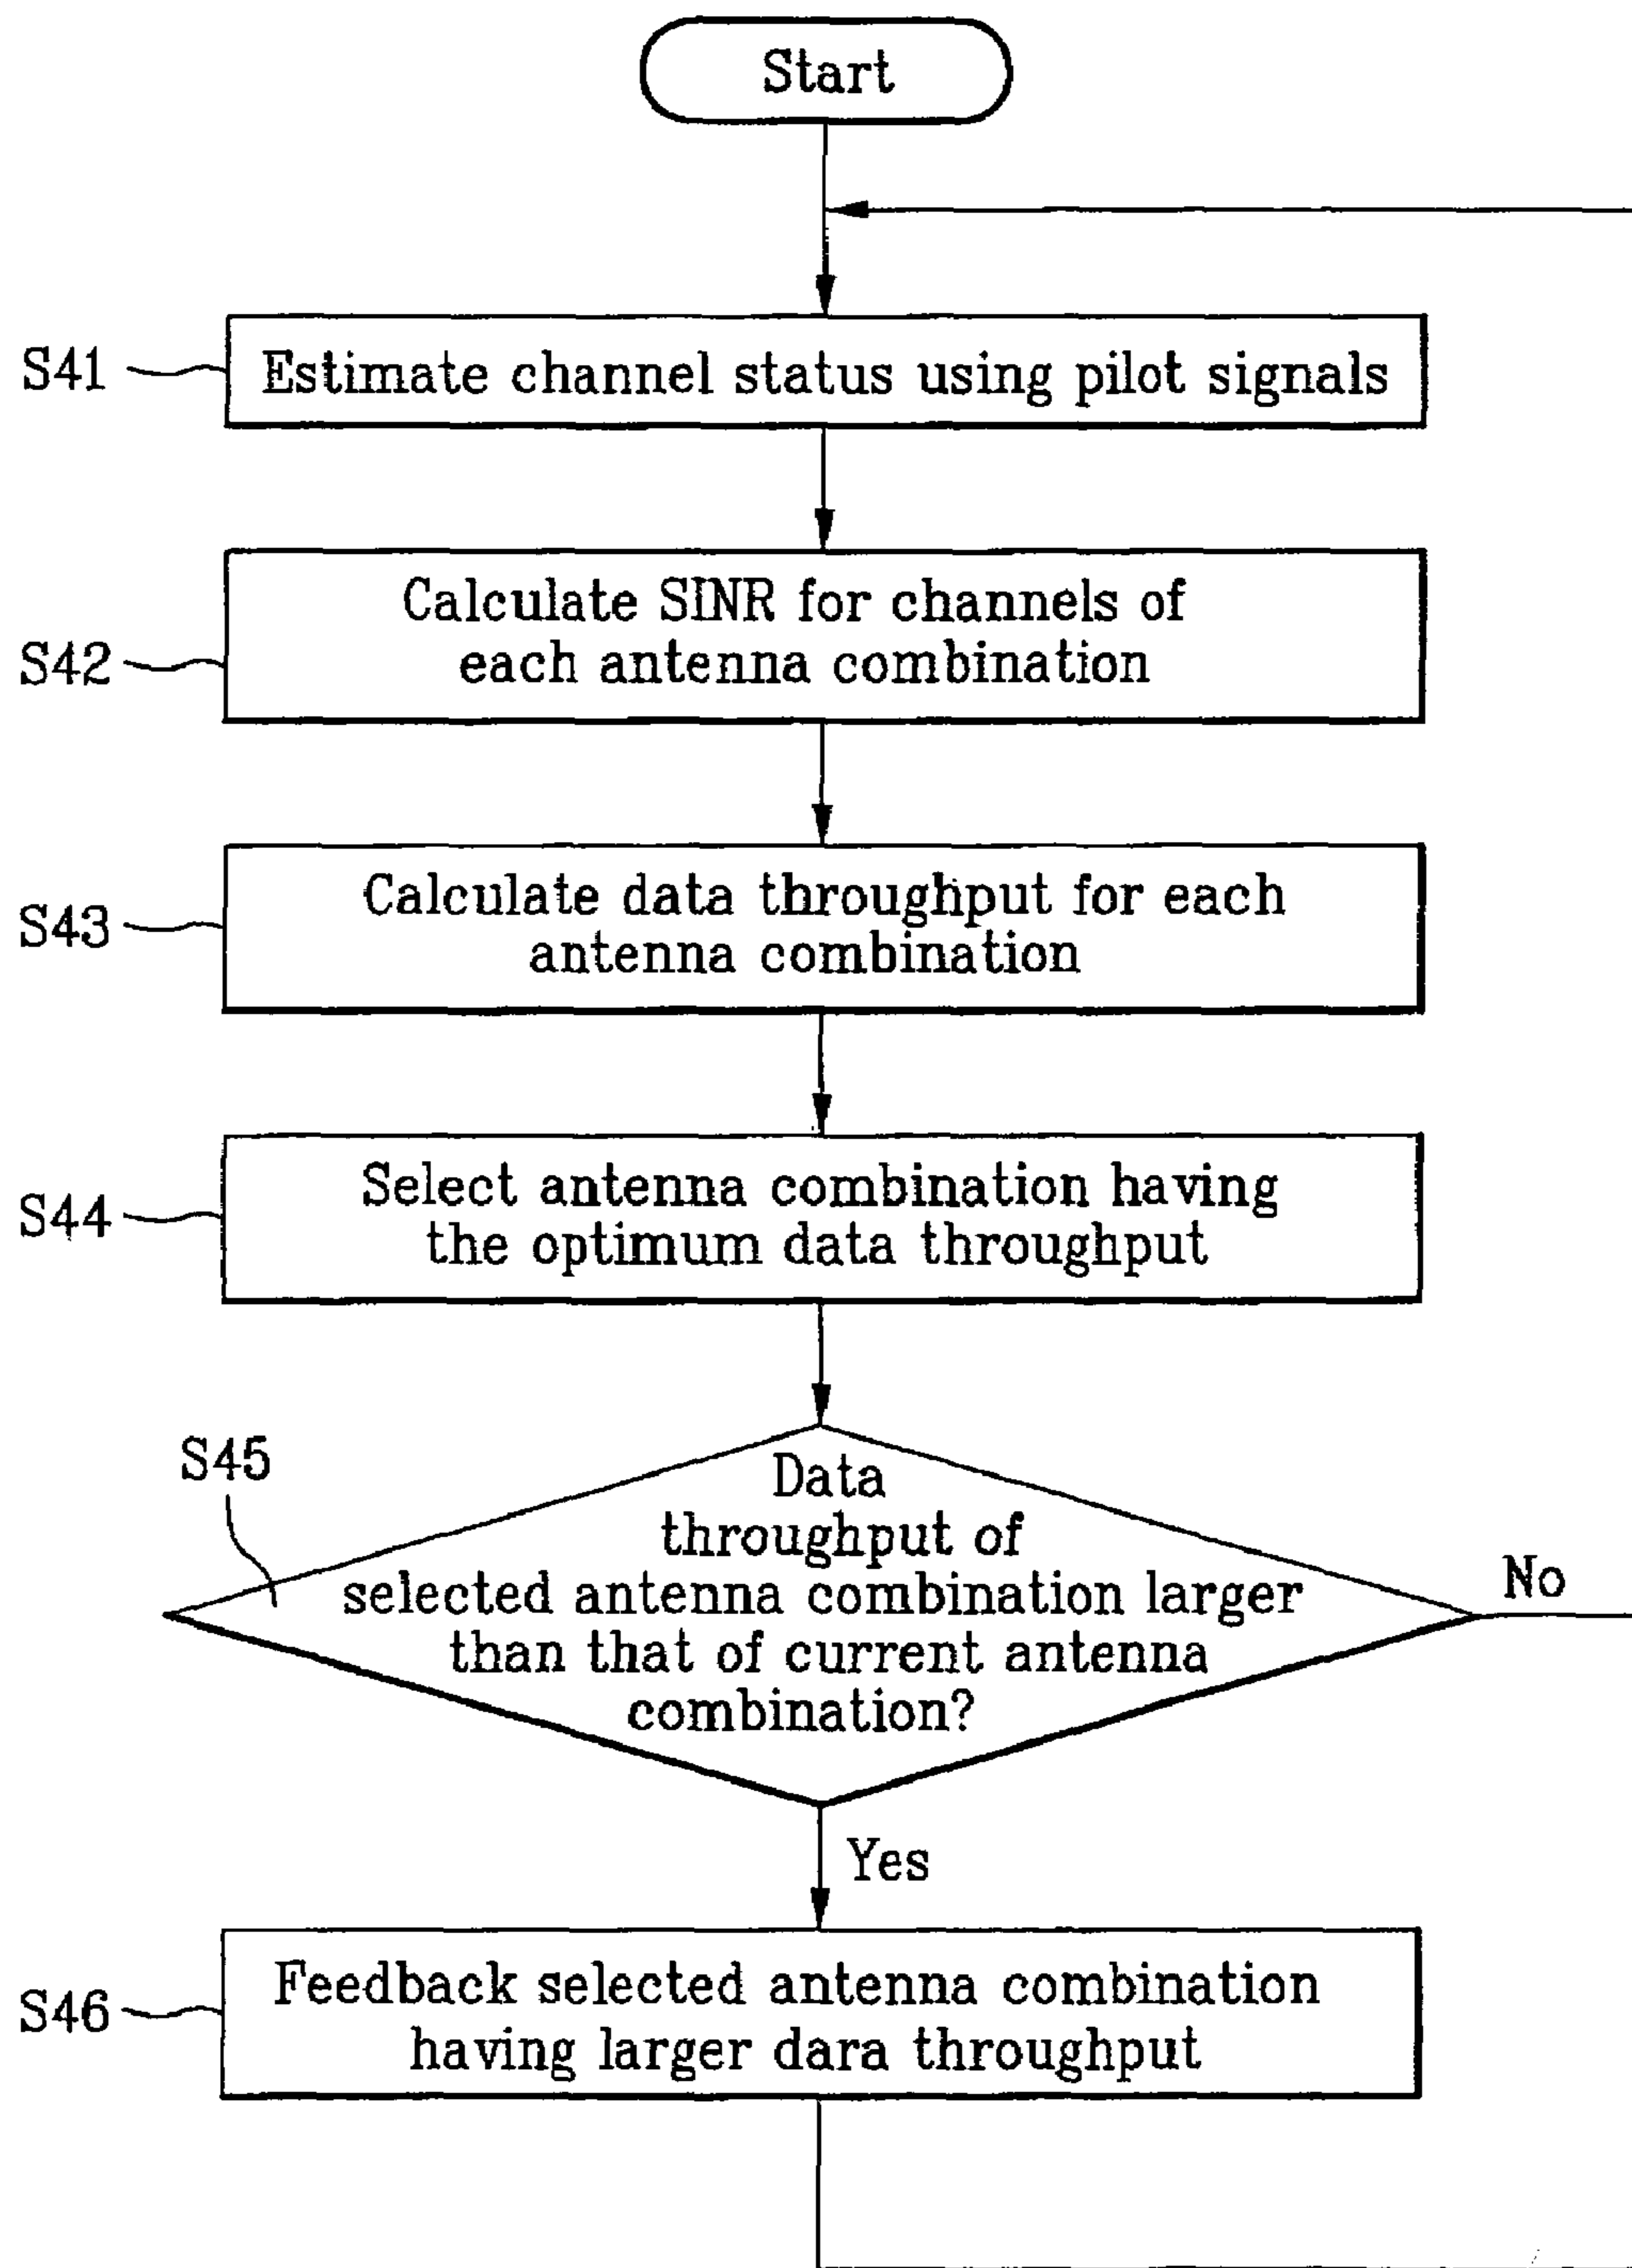 Start
S41
Estimate channel status using pilot signals
S42
Calculate SINR for channels of
each antenna combination
S43
Calculate data throughput for each
antenna combination
S44
Select antenna combination having
the optimum data throughput
S45
Data
throughput of
selected antenna combination larger
than that of current antenna
combination?
No
Yes
S46
Feedback selected antenna combination
having larger dara throughput